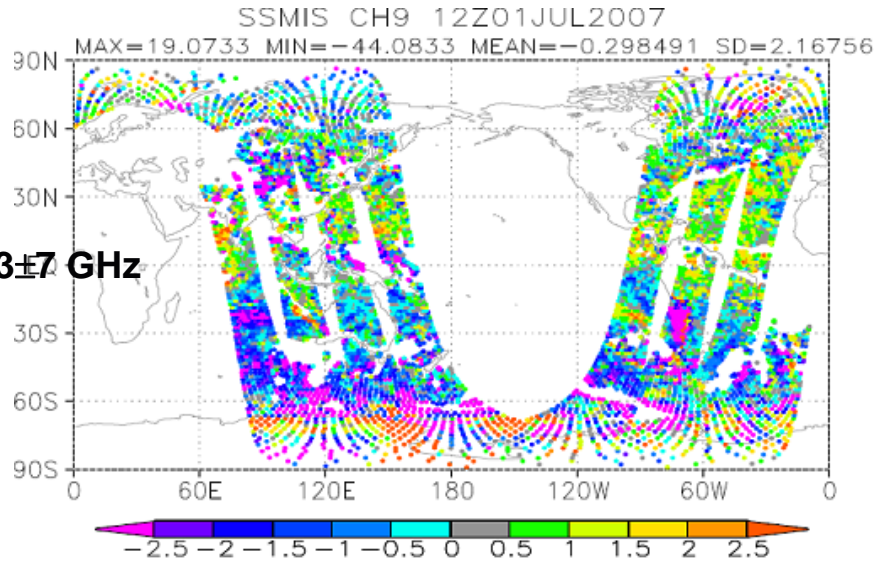 SSMIS CH9 12Z01JUL2007
MAX=19.0733 MIN=-44.0833 MEAN=-0.298491 SD=2.16756
90N
60N
30N
3±7 GHz
30S
60S
90S
0 60E 120E 180 120W 60W 0
-2.5 -2 -1.5 -1 -0.5 0 0.5 1 1.5 2 2.5